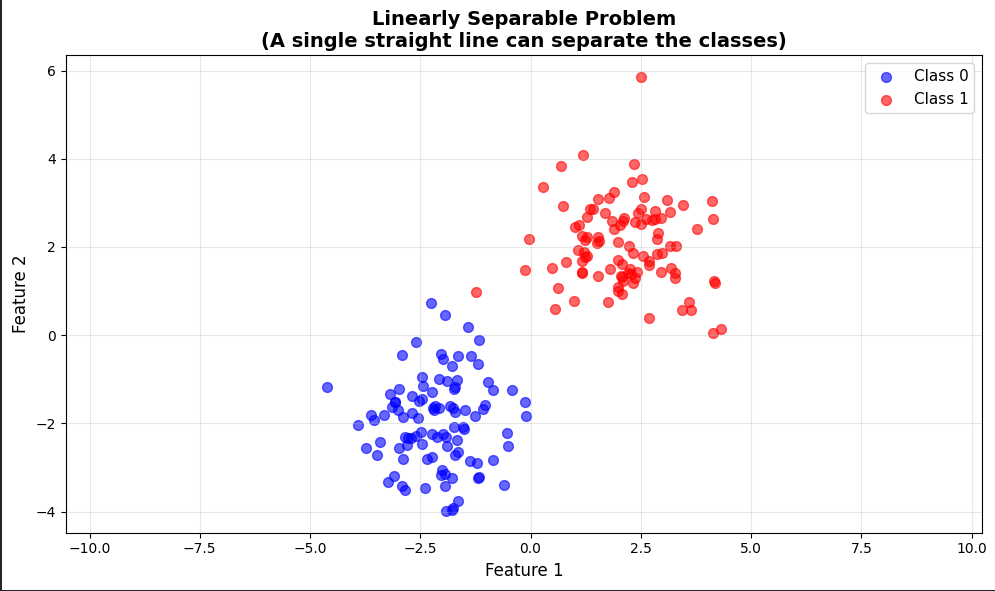 Linearly Separable Problem
(A single straight line can separate the classes)
Class 0
Class 1
6
4
2
0
−2
−4
Feature 2
−10.0 −7.5 −5.0 −2.5 0.0 2.5 5.0 7.5 10.0
Feature 1